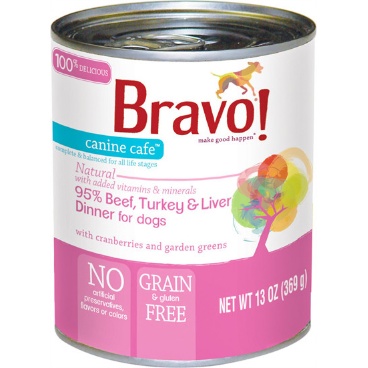 100% DELICIOUS
Bravo!
make good happen™
canine cafe™
complete & balanced for all life stages
Natural
with added vitamins & minerals
95% Beef, Turkey & Liver
Dinner for dogs
with cranberries and garden greens
NO
artificial
preservatives,
flavors or colors
GRAIN
& gluten
FREE
NET WT 13 OZ (369 g)